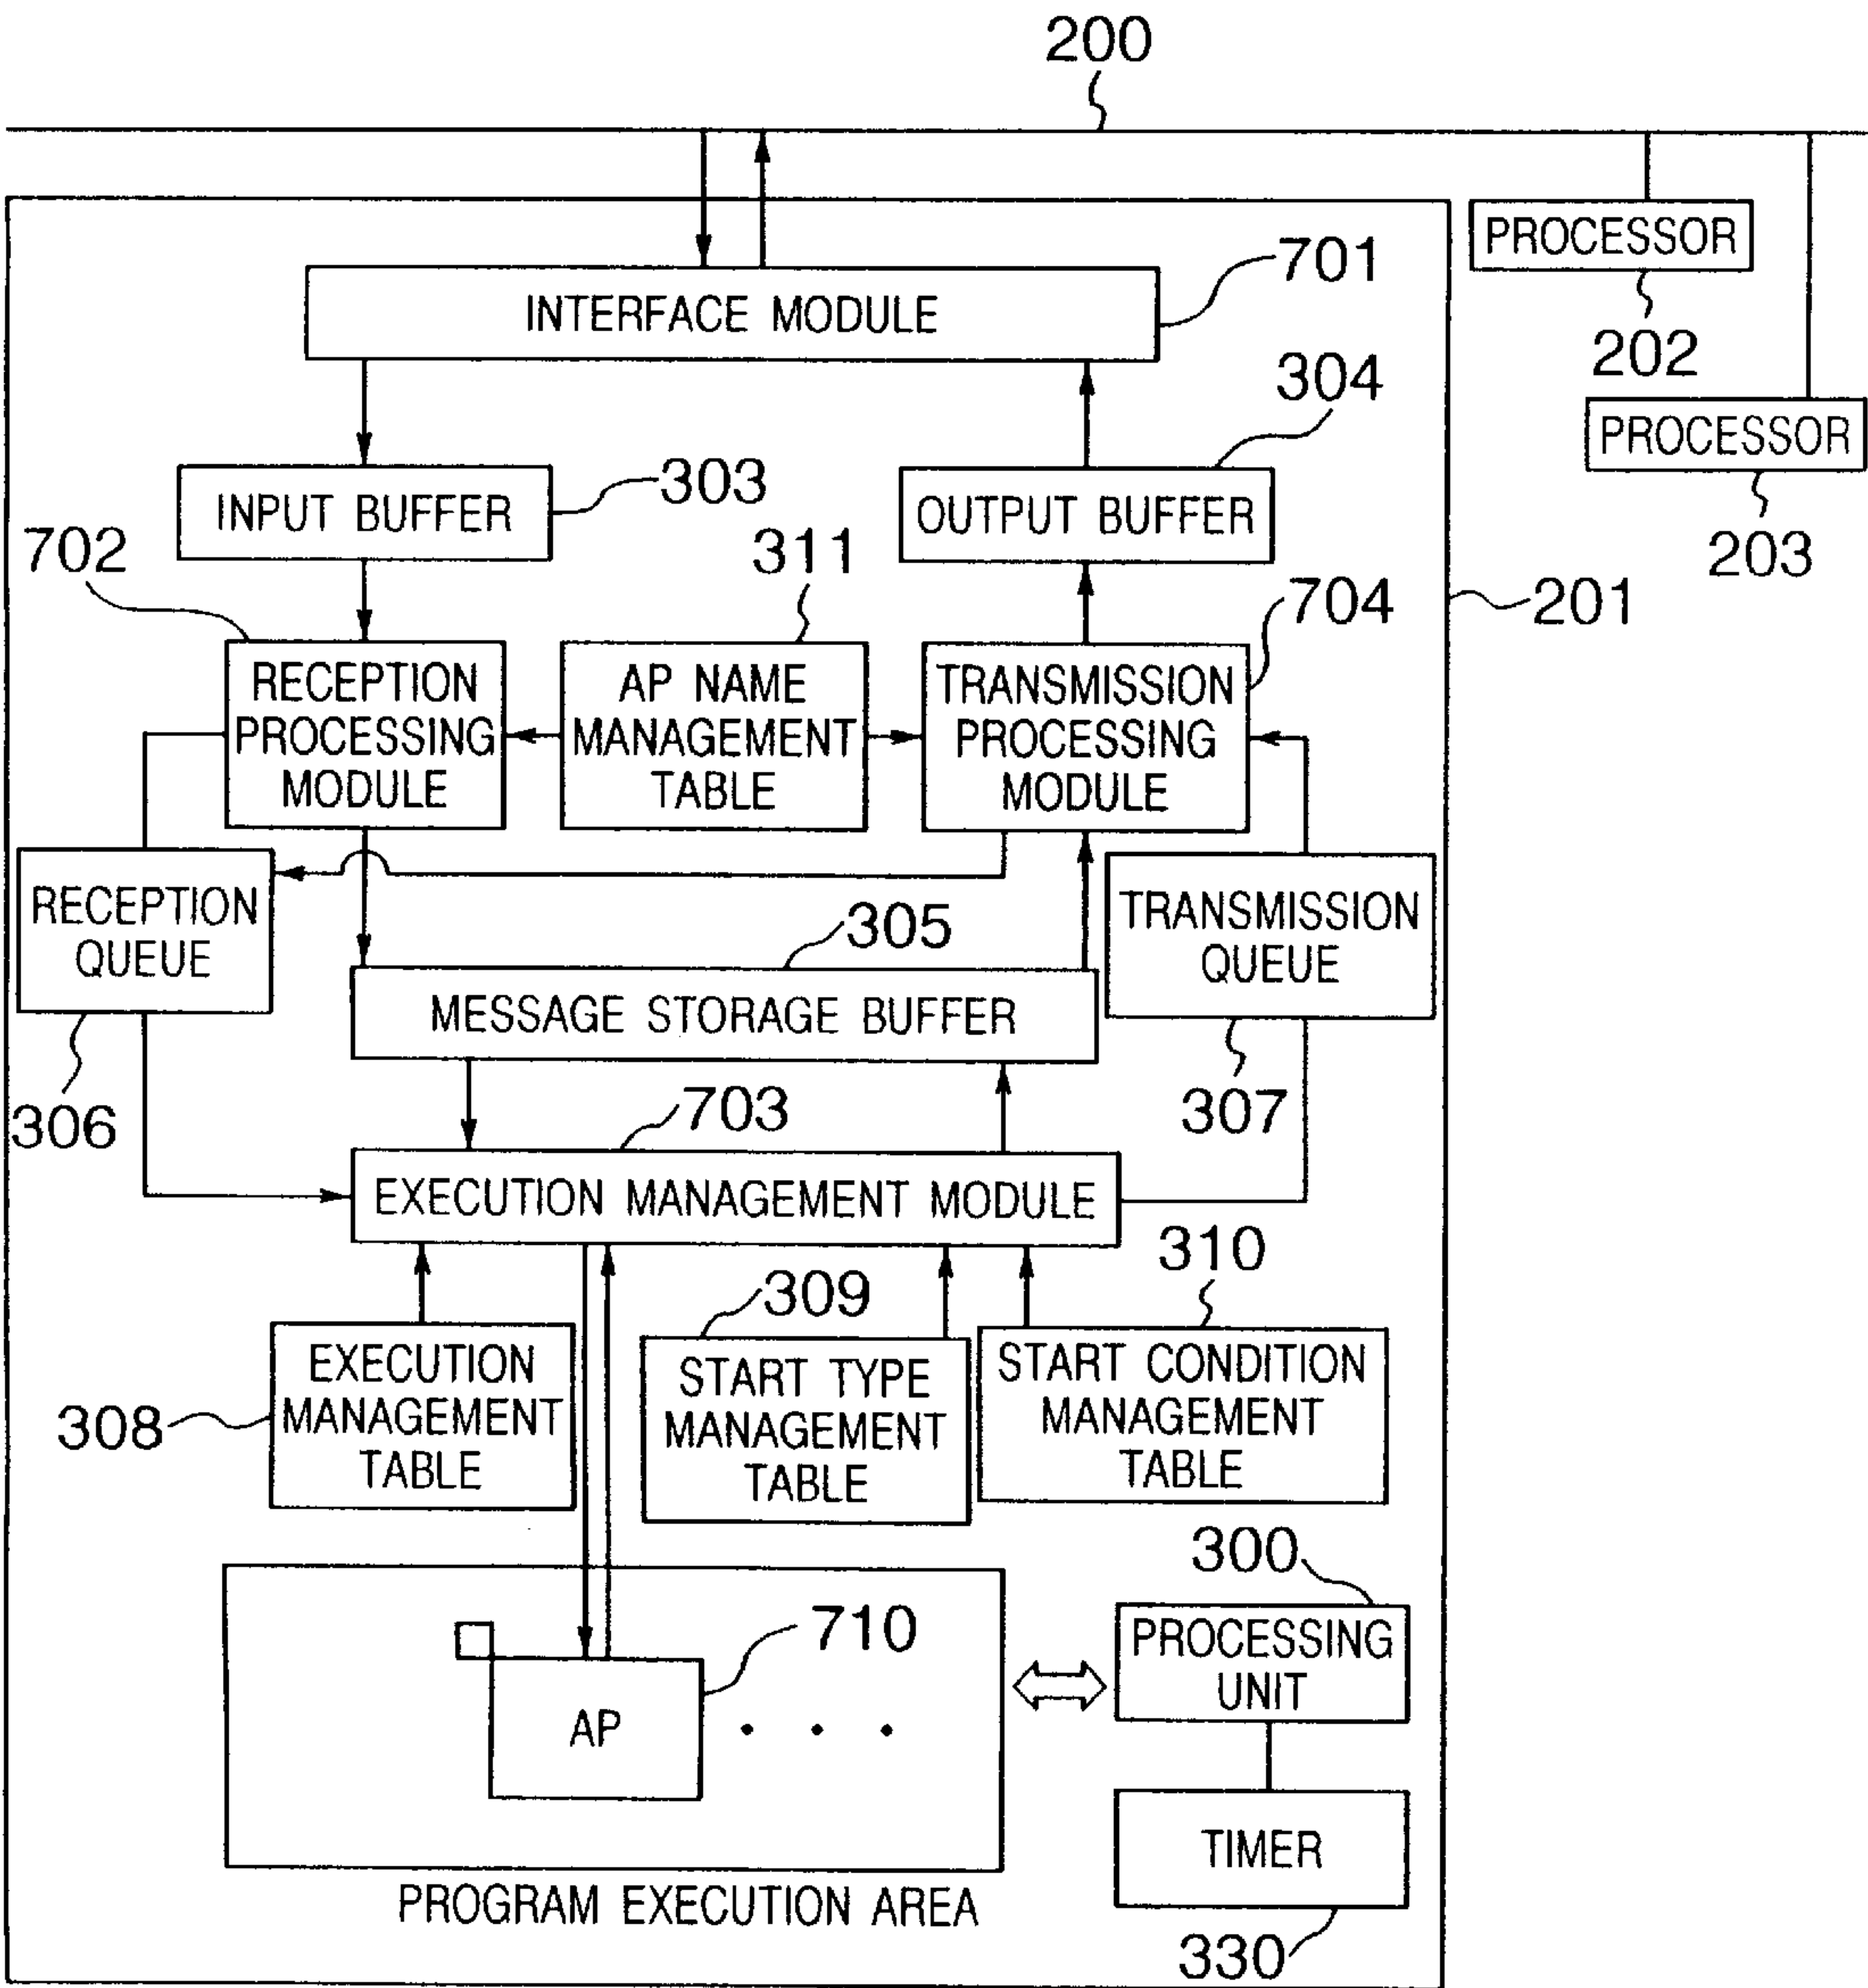 200
PROCESSOR
202
PROCESSOR
203
201
INTERFACE MODULE
701
INPUT BUFFER
303
OUTPUT BUFFER
304
702
RECEPTION
PROCESSING
MODULE
311
AP NAME
MANAGEMENT
TABLE
704
TRANSMISSION
PROCESSING
MODULE
RECEPTION
QUEUE
306
305
MESSAGE STORAGE BUFFER
TRANSMISSION
QUEUE
307
703
EXECUTION MANAGEMENT MODULE
308
EXECUTION
MANAGEMENT
TABLE
309
START TYPE
MANAGEMENT
TABLE
310
START CONDITION
MANAGEMENT
TABLE
710
AP
• • •
PROGRAM EXECUTION AREA
300
PROCESSING
UNIT
TIMER
330